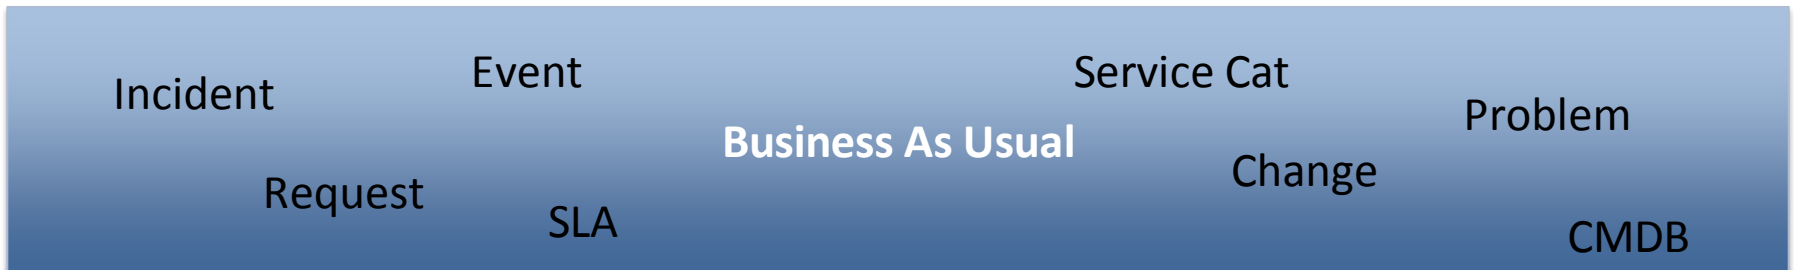 Incident
Event
Service Cat
Problem
Business As Usual
Change
Request
SLA
CMDB